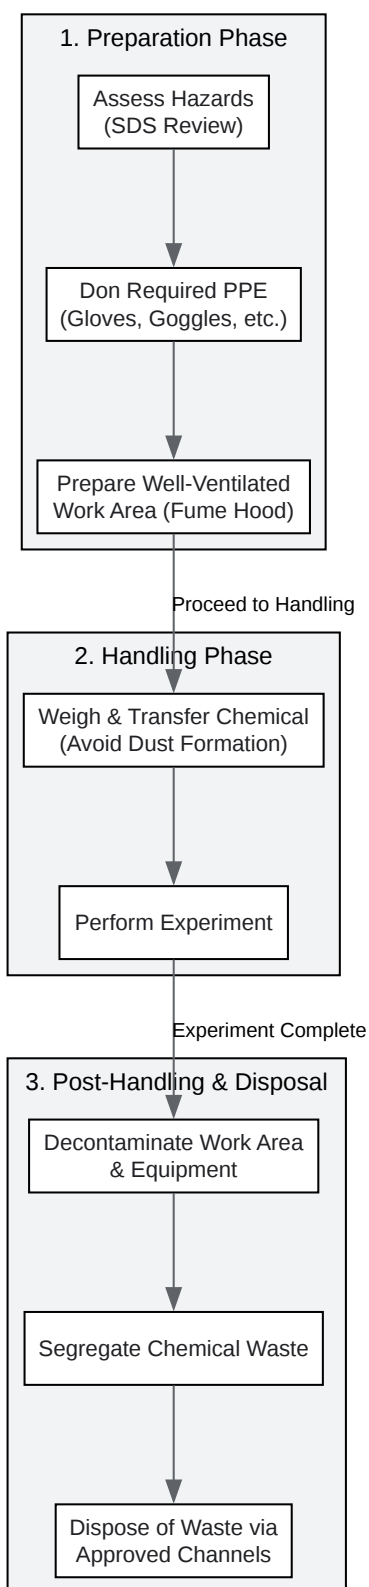 1. Preparation Phase
Assess Hazards
(SDS Review)
Don Required PPE
(Gloves, Goggles, etc.)
Prepare Well-Ventilated
Work Area (Fume Hood)
Proceed to Handling
2. Handling Phase
Weigh & Transfer Chemical
(Avoid Dust Formation)
Perform Experiment
Experiment Complete
3. Post-Handling & Disposal
Decontaminate Work Area
& Equipment
Segregate Chemical Waste
Dispose of Waste via
Approved Channels